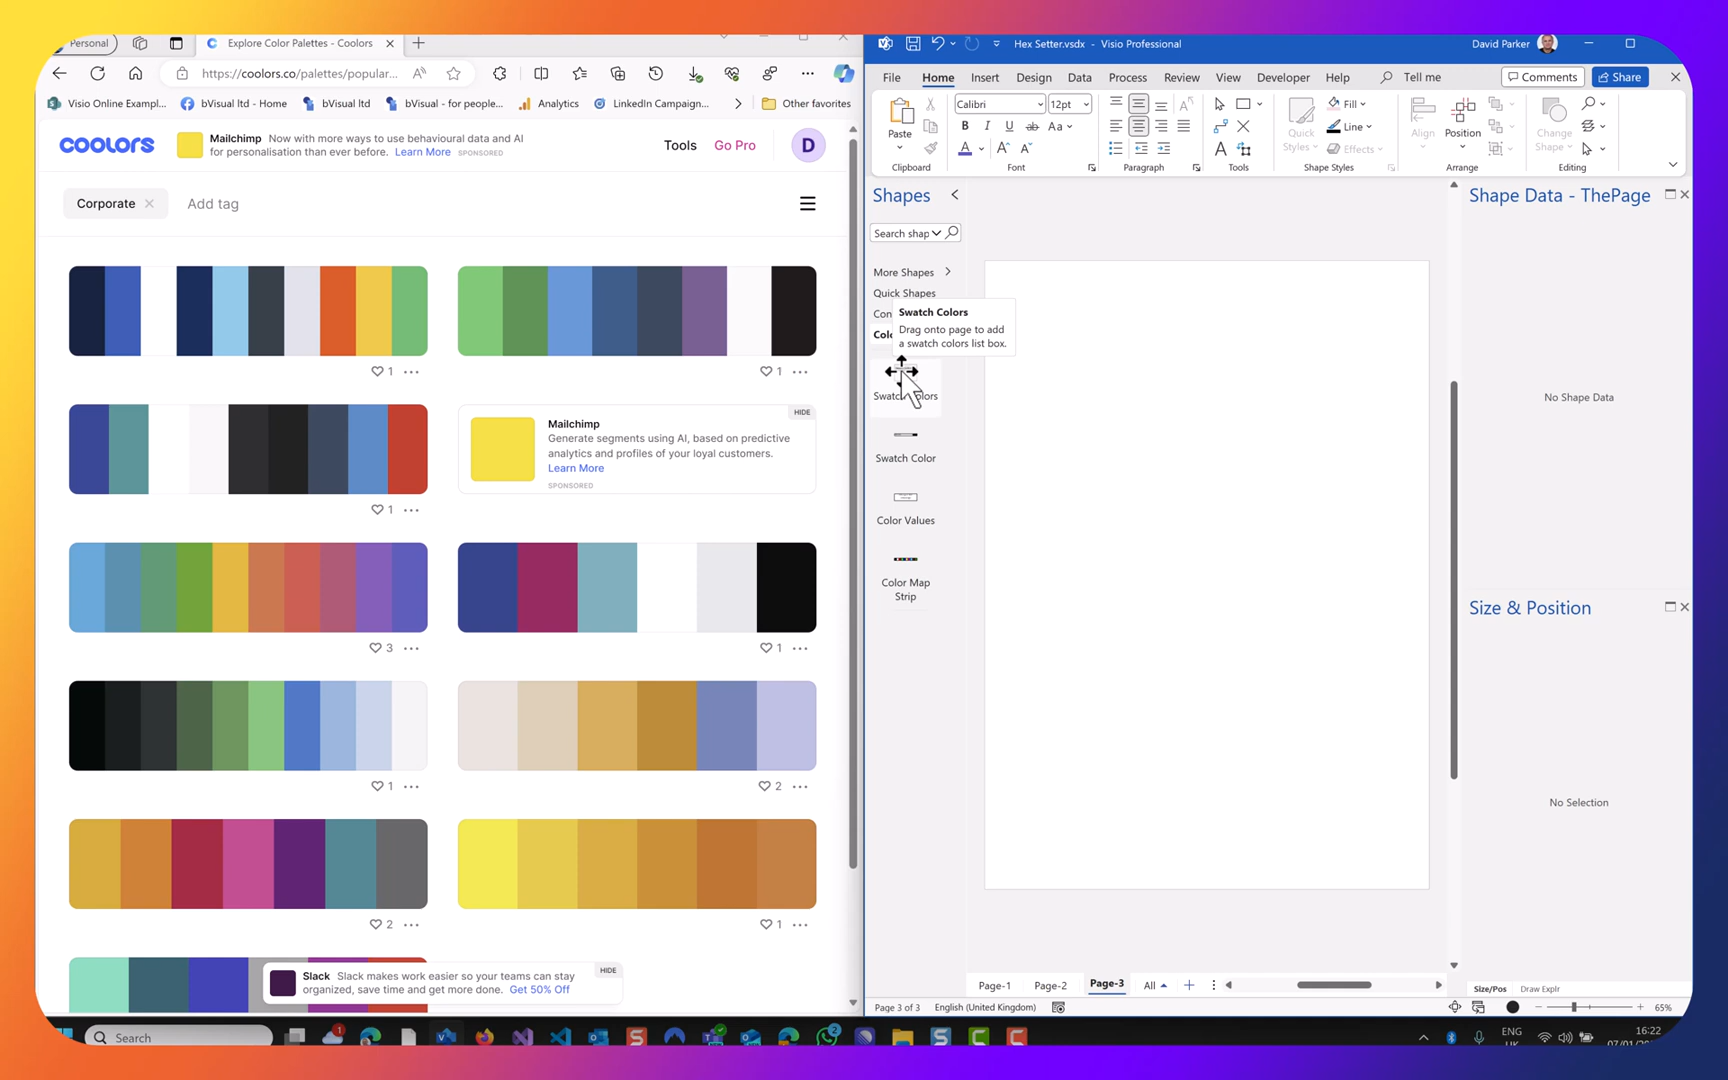 Personal
Explore Color Palettes - Coolors
https://coolors.co/palettes/popular...
Visio Online Exampl...
bVisual ltd - Home
bVisual ltd
bVisual - for people...
Analytics
LinkedIn Campaign...
Other favorites
coolors
Mailchimp Now with more ways to use behavioural data and AI
for personalisation than ever before. Learn More SPONSORED
Tools
Go Pro
D
Corporate
Add tag
1
1
HIDE
Mailchimp
Generate segments using AI, based on predictive
analytics and profiles of your loyal customers.
Learn More
SPONSORED
1
3
1
1
2
2
1
HIDE
Slack Slack makes work easier so your teams can stay
organized, save time and get more done. Get 50% Off
Hex Setter.vsdx - Visio Professional
David Parker
File
Home
Insert
Design
Data
Process
Review
View
Developer
Help
Tell me
Comments
Share
Paste
Clipboard
Calibri
12pt
B I U ab Aa
A
Font
Paragraph
A
Tools
Quick
Styles
Fill
Line
Effects
Shape Styles
Align
Position
Arrange
Change
Shape
Editing
Shapes
Search shap
More Shapes
Quick Shapes
Con
Colo
Swatch Colors
Drag onto page to add
a swatch colors list box.
Swatch Colors
Swatch Color
Color Values
Color Map
Strip
Shape Data - ThePage
No Shape Data
Size & Position
No Selection
Page-1
Page-2
Page-3
All
Size/Pos
Draw Explr
Page 3 of 3
English (United Kingdom)
65%
Search
1
2
ENG
UK
16:22